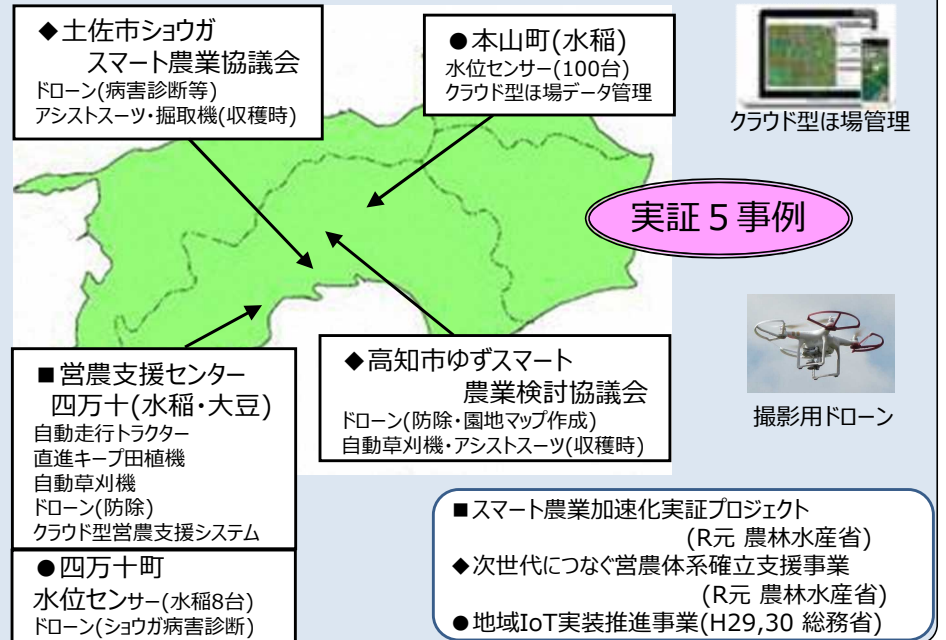 ◆土佐市ショウガ
スマート農業協議会
ドローン(病害診断等)
アシストスーツ・掘取機(収穫時)
●本山町(水稲)
水位センサー(100台)
クラウド型ほ場データ管理
クラウド型ほ場管理
実証5事例
■営農支援センター
四万十(水稲・大豆)
自動走行トラクター
直進キープ田植機
自動草刈機
ドローン(防除)
クラウド型営農支援システム
◆高知市ゆずスマート
農業検討協議会
ドローン(防除・園地マップ作成)
自動草刈機・アシストスーツ(収穫時)
撮影用ドローン
●四万十町
水位センサー(水稲8台)
ドローン(ショウガ病害診断)
■スマート農業加速化実証プロジェクト
(R元 農林水産省)
◆次世代につなぐ営農体系確立支援事業
(R元 農林水産省)
●地域IoT実装推進事業(H29,30 総務省)